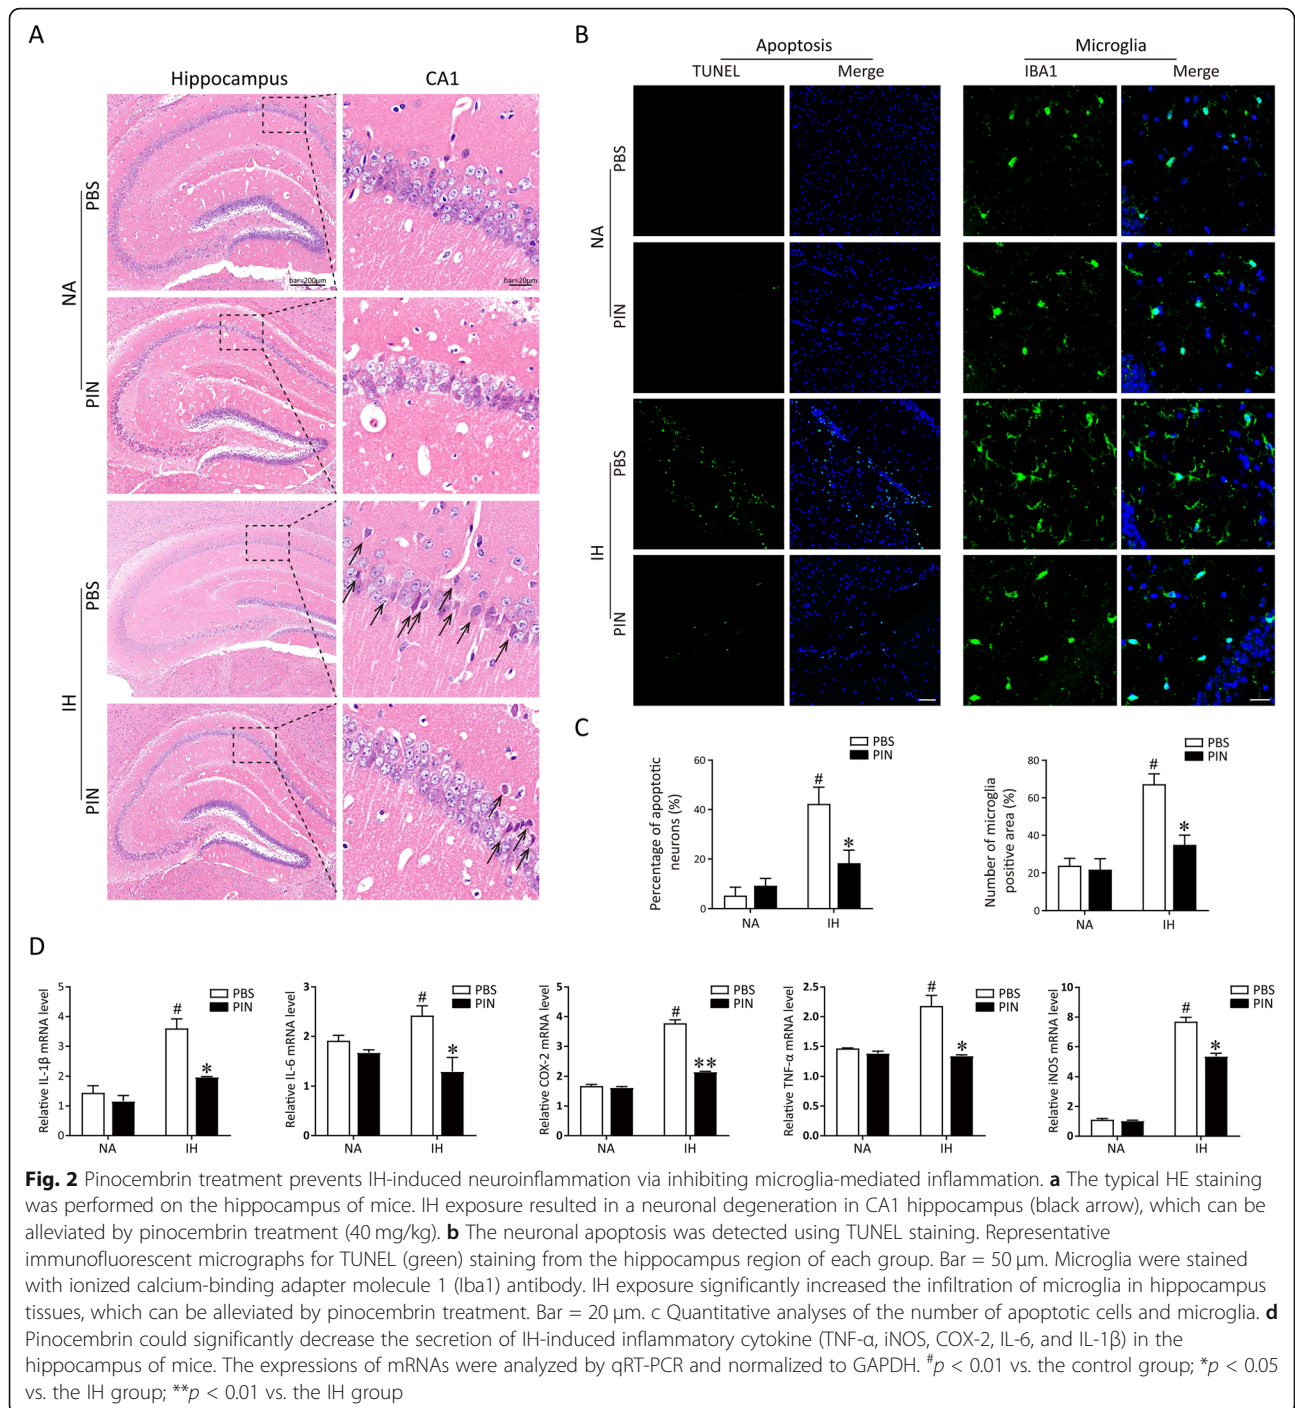 A
Hippocampus
CA1
NA
PBS
bar=200μm
bar=20μm
PIN
IH
PBS
PIN
B
Apoptosis
Microglia
TUNEL
Merge
IBA1
Merge
NA
PBS
PIN
IH
PBS
PIN
C
Percentage of apoptotic
neurons (%)
60
40
20
0
#
*
PBS
PIN
NA
IH
Number of microglia
positive area (%)
80
60
40
20
0
#
*
PBS
PIN
NA
IH
D
Relative IL-1β mRNA level
5
4
3
2
1
0
#
*
PBS
PIN
NA
IH
Relative IL-6 mRNA level
3
2
1
0
#
*
PBS
PIN
NA
IH
Relative COX-2 mRNA level
5
4
3
2
1
0
#
**
PBS
PIN
NA
IH
Relative TNF-α mRNA level
2.5
2.0
1.5
1.0
0.5
0.0
#
*
PBS
PIN
NA
IH
Relative iNOS mRNA level
10
8
6
4
2
0
#
*
PBS
PIN
NA
IH
Fig. 2 Pinocembrin treatment prevents IH-induced neuroinflammation via inhibiting microglia-mediated inflammation. a The typical HE staining
was performed on the hippocampus of mice. IH exposure resulted in a neuronal degeneration in CA1 hippocampus (black arrow), which can be
alleviated by pinocembrin treatment (40 mg/kg). b The neuronal apoptosis was detected using TUNEL staining. Representative
immunofluorescent micrographs for TUNEL (green) staining from the hippocampus region of each group. Bar = 50 μm. Microglia were stained
with ionized calcium-binding adapter molecule 1 (Iba1) antibody. IH exposure significantly increased the infiltration of microglia in hippocampus
tissues, which can be alleviated by pinocembrin treatment. Bar = 20 μm. c Quantitative analyses of the number of apoptotic cells and microglia. d
Pinocembrin could significantly decrease the secretion of IH-induced inflammatory cytokine (TNF-α, iNOS, COX-2, IL-6, and IL-1β) in the
hippocampus of mice. The expressions of mRNAs were analyzed by qRT-PCR and normalized to GAPDH. #p < 0.01 vs. the control group; *p < 0.05
vs. the IH group; **p < 0.01 vs. the IH group